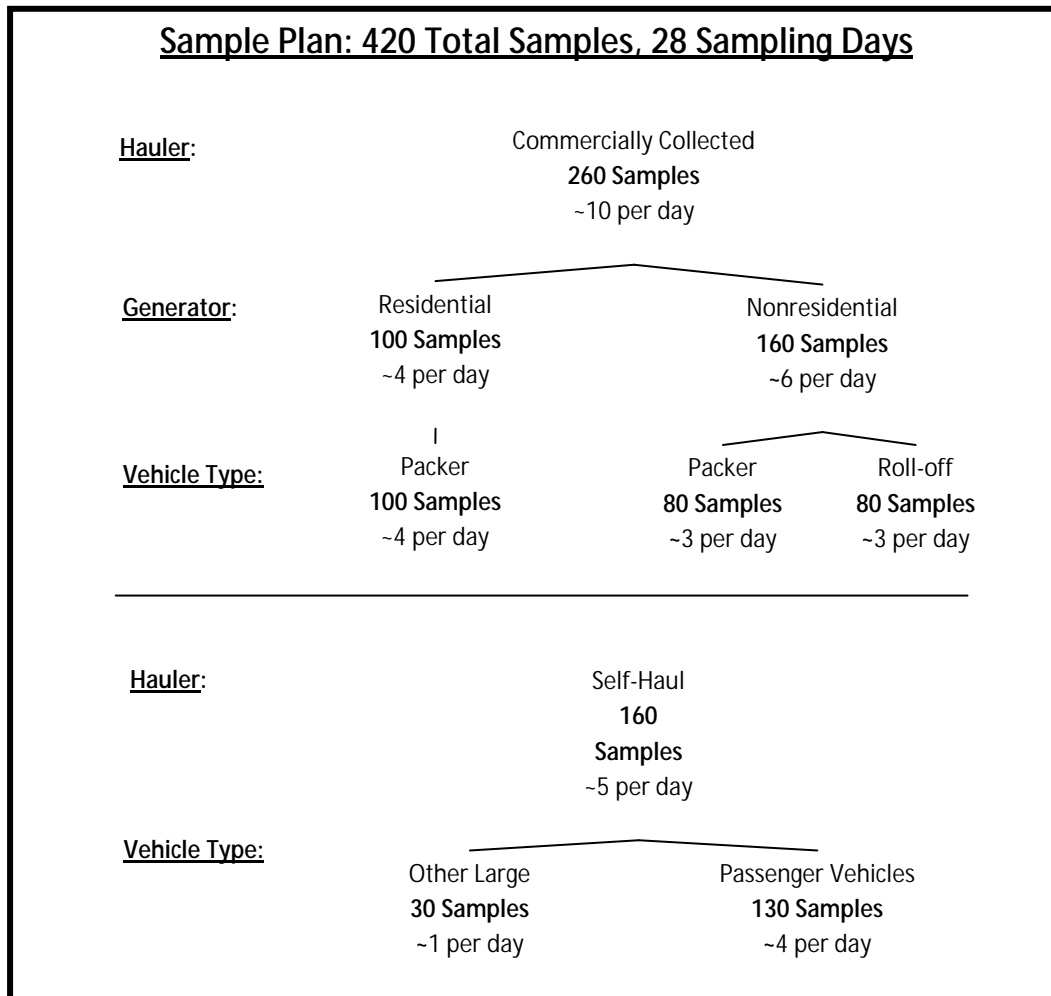 Sample Plan: 420 Total Samples, 28 Sampling Days
Hauler:
Commercially Collected
260 Samples
~10 per day
Generator:
Residential
100 Samples
~4 per day
Nonresidential
160 Samples
~6 per day
Vehicle Type:
Packer
100 Samples
~4 per day
Packer
80 Samples
~3 per day
Roll-off
80 Samples
~3 per day
Hauler:
Self-Haul
160
Samples
~5 per day
Vehicle Type:
Other Large
30 Samples
~1 per day
Passenger Vehicles
130 Samples
~4 per day